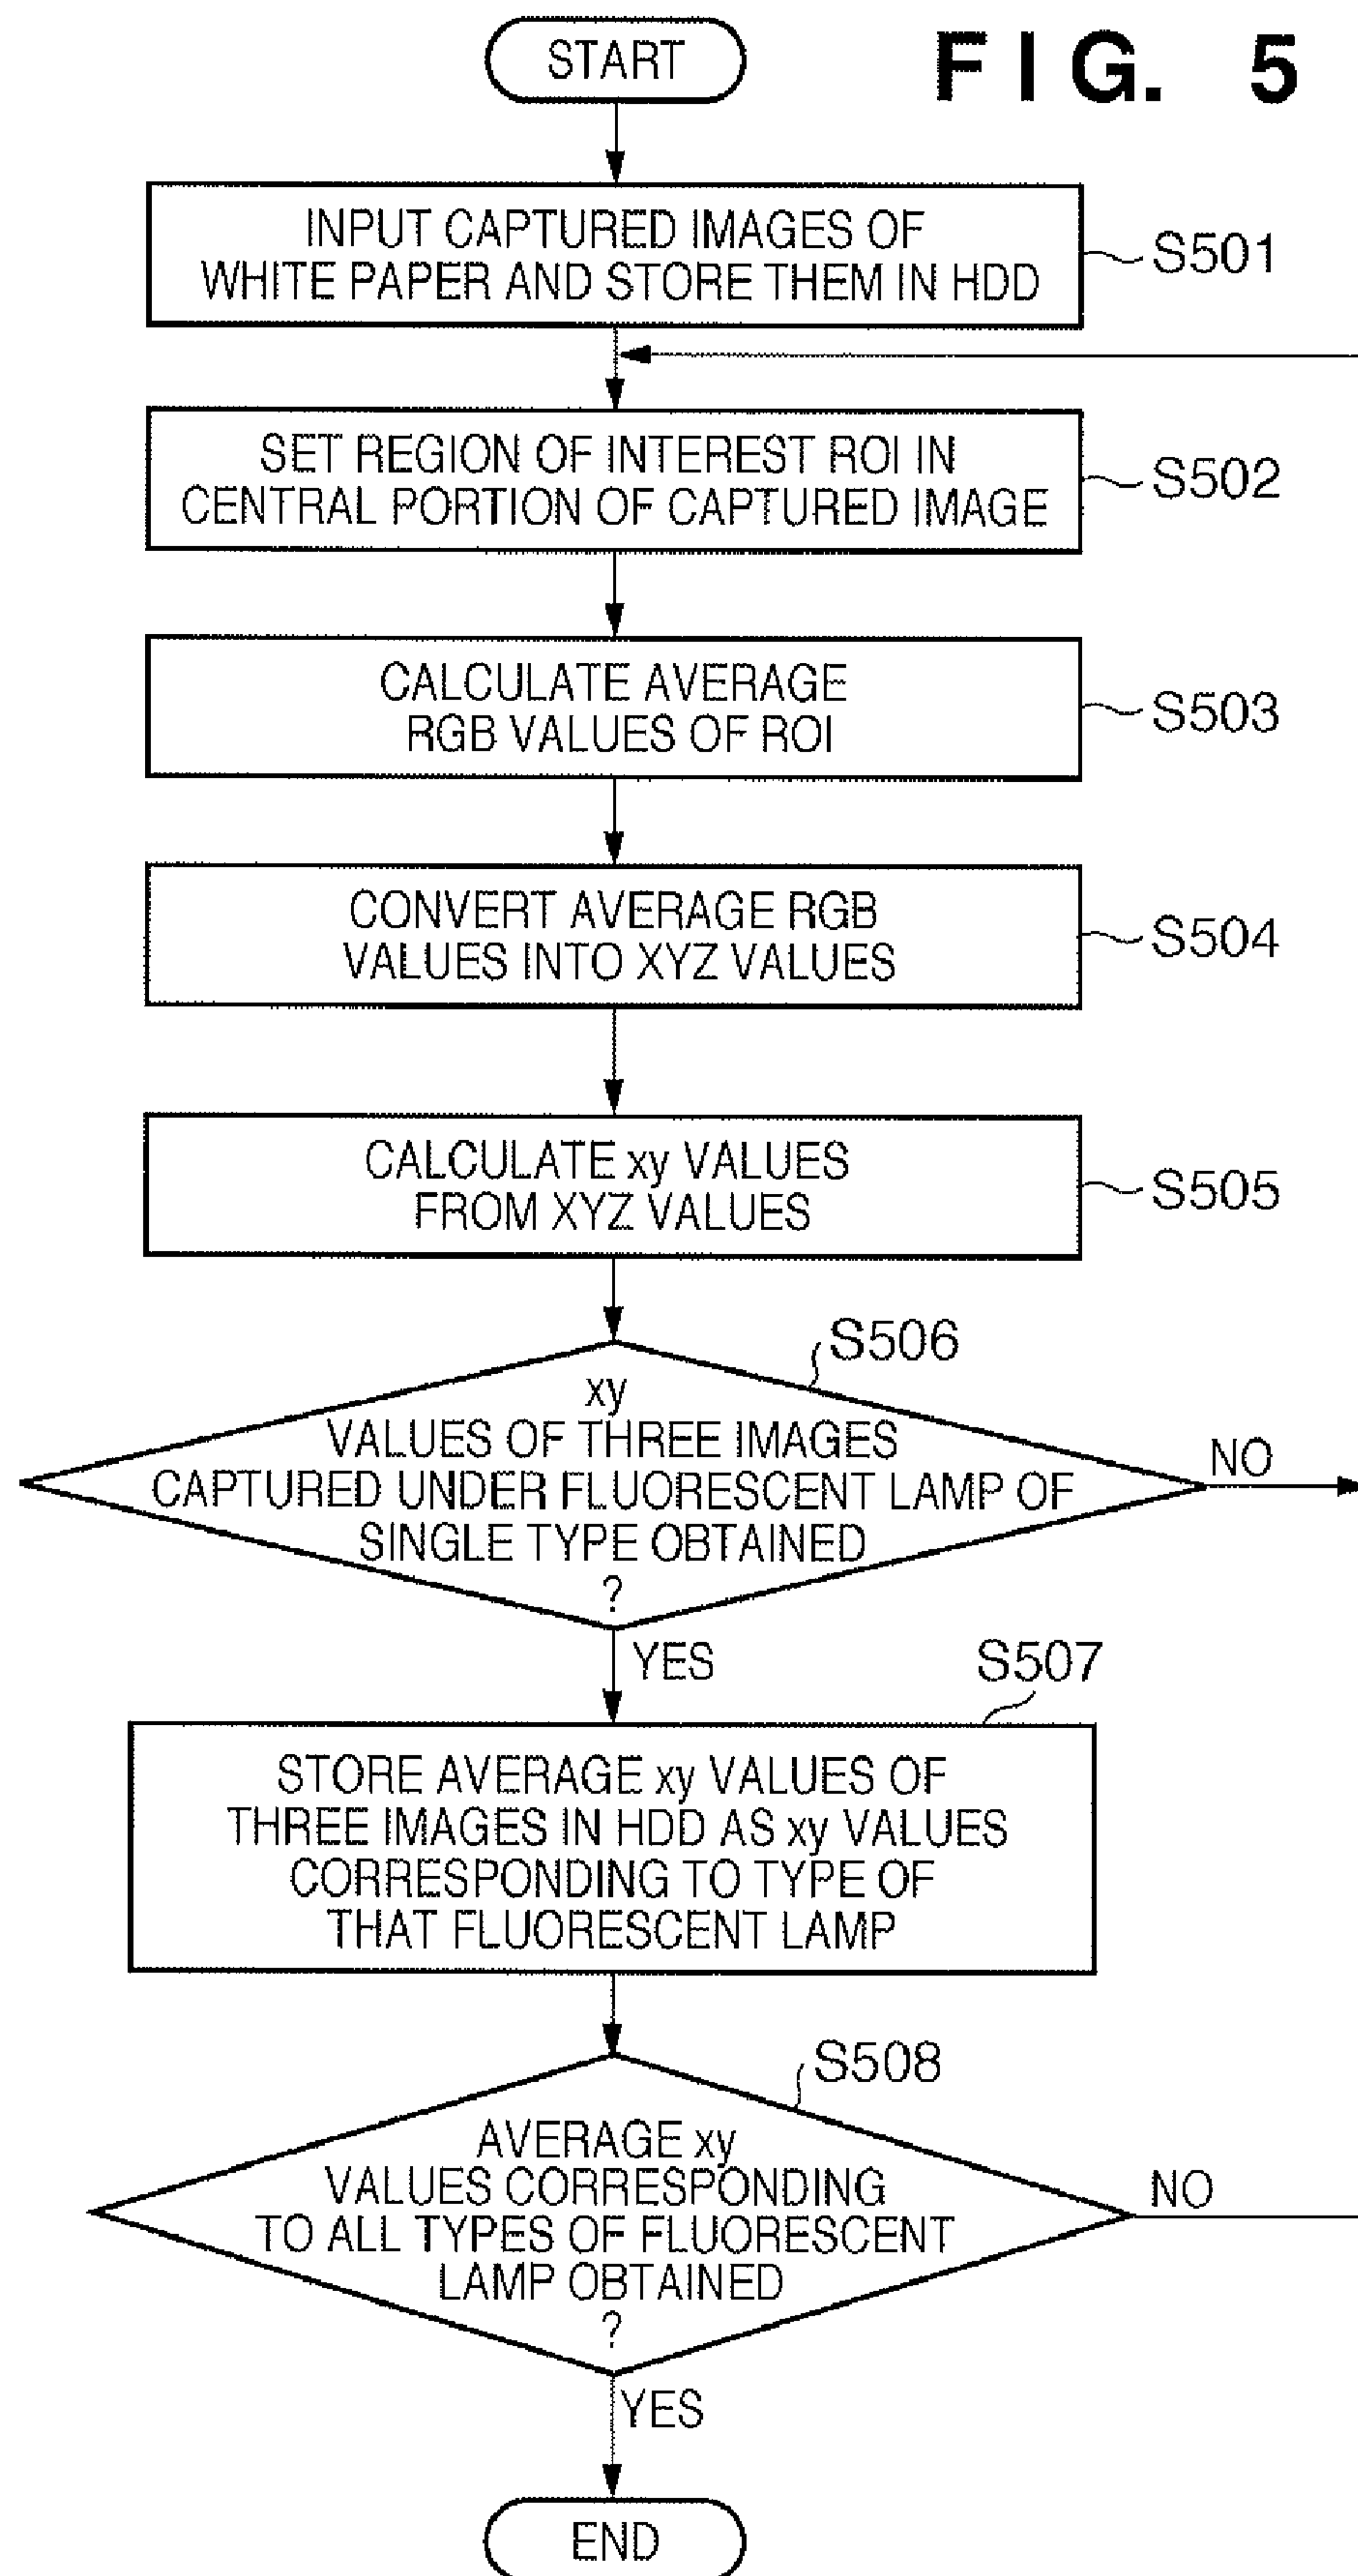 START
FIG. 5
INPUT CAPTURED IMAGES OF
WHITE PAPER AND STORE THEM IN HDD
S501
SET REGION OF INTEREST ROI IN
CENTRAL PORTION OF CAPTURED IMAGE
S502
CALCULATE AVERAGE
RGB VALUES OF ROI
S503
CONVERT AVERAGE RGB
VALUES INTO XYZ VALUES
S504
CALCULATE xy VALUES
FROM XYZ VALUES
S505
S506
xy
VALUES OF THREE IMAGES
CAPTURED UNDER FLUORESCENT LAMP OF
SINGLE TYPE OBTAINED
?
NO
YES
S507
STORE AVERAGE xy VALUES OF
THREE IMAGES IN HDD AS xy VALUES
CORRESPONDING TO TYPE OF
THAT FLUORESCENT LAMP
S508
AVERAGE xy
VALUES CORRESPONDING
TO ALL TYPES OF FLUORESCENT
LAMP OBTAINED
?
NO
YES
END